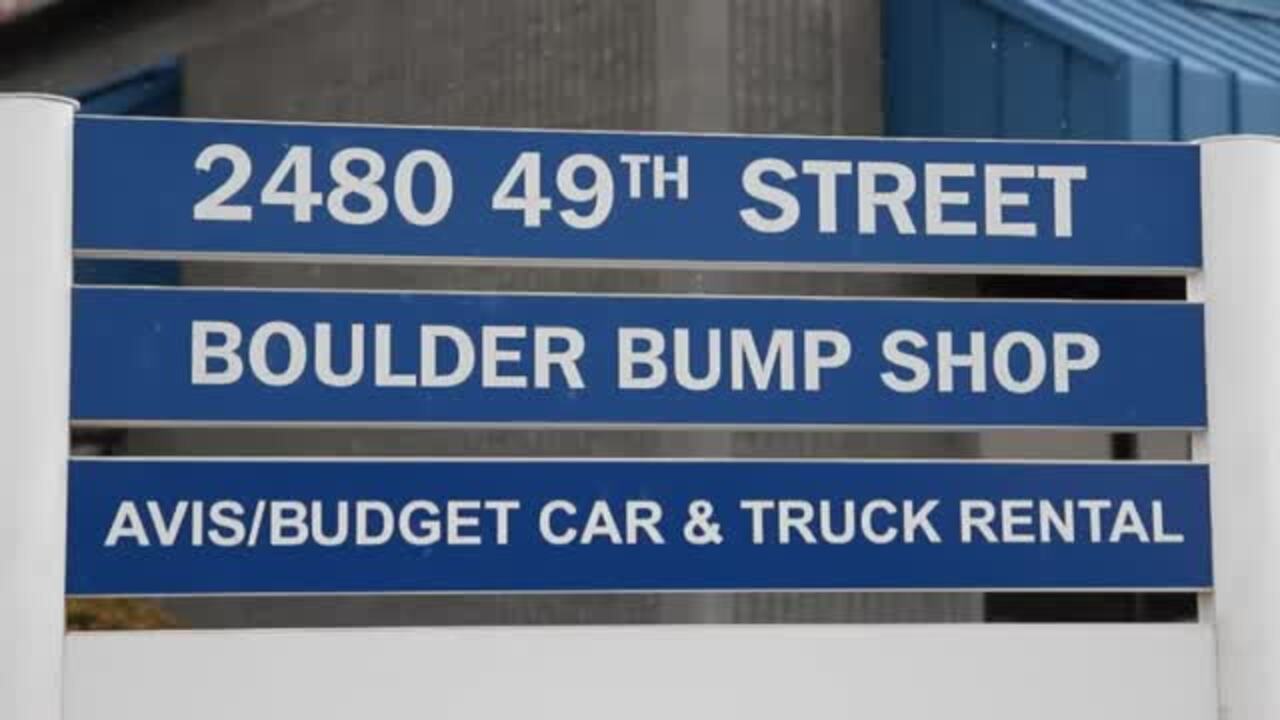 2480 49TH STREET
BOULDER BUMP SHOP
AVIS/BUDGET CAR & TRUCK RENTAL